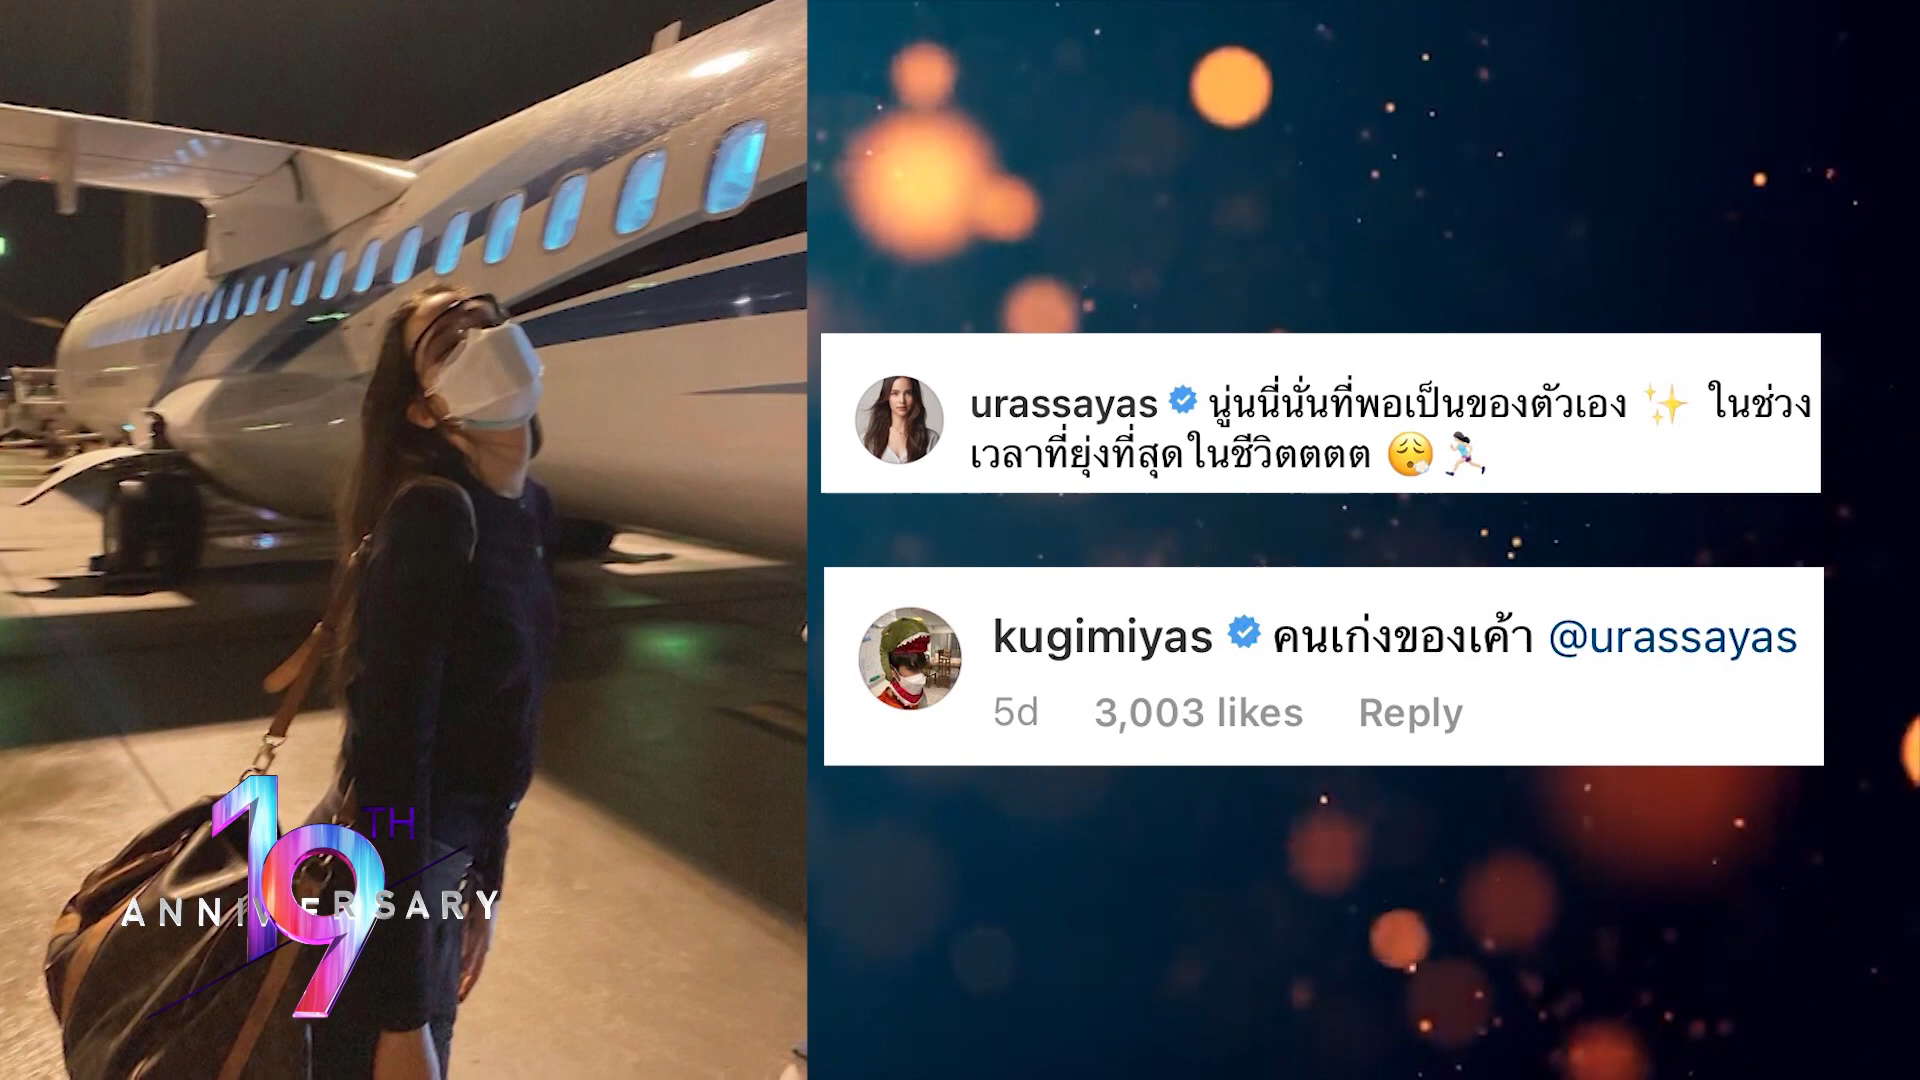 urassayas นู่นนี่นั่นที่พอเป็นของตัวเอง ✨ ในช่วง
เวลาที่ยุ่งที่สุดในชีวิตตตต 😮‍💨🏃🏻‍♀️
kugimiyas คนเก่งของเค้า @urassayas
5d 3,003 likes Reply
19TH
ANNIVERSARY